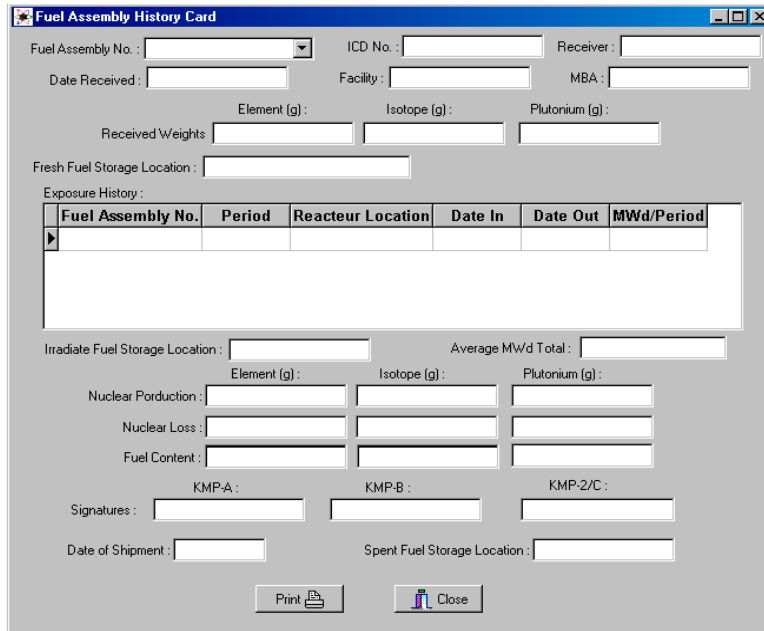 Fuel Assembly History Card
Fuel Assembly No. : ICD No. : Receiver :
Date Received : Facility : MBA :
Element (g) : Isotope (g) : Plutonium (g) :
Received Weights
Fresh Fuel Storage Location :
Exposure History :
Fuel Assembly No. Period Reacteur Location Date In Date Out MWd/Period
Irradiate Fuel Storage Location : Average MWd Total :
Element (g) : Isotope (g) : Plutonium (g) :
Nuclear Porduction :
Nuclear Loss :
Fuel Content :
KMP-A : KMP-B : KMP-2/C :
Signatures :
Date of Shipment : Spent Fuel Storage Location :
Print Close